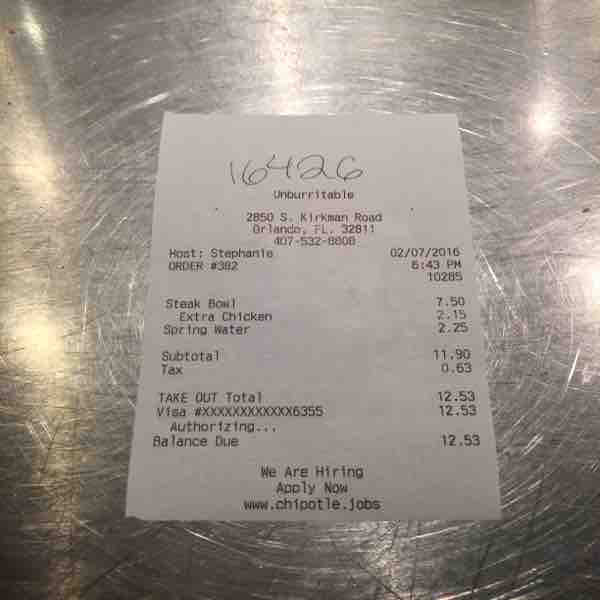 16426
Unburritable
2850 S. Kirkman Road
Orlando, FL. 32811
407-532-8808
Host: Stephanie 02/07/2016
ORDER #382 6:43 PM
10285
Steak Bowl 7.50
Extra Chicken 2.15
Spring Water 2.25
Subtotal 11.90
Tax 0.63
TAKE OUT Total 12.53
Visa #XXXXXXXXXXXX6355 12.53
Authorizing...
Balance Due 12.53
We Are Hiring
Apply Now
www.chipotle.jobs